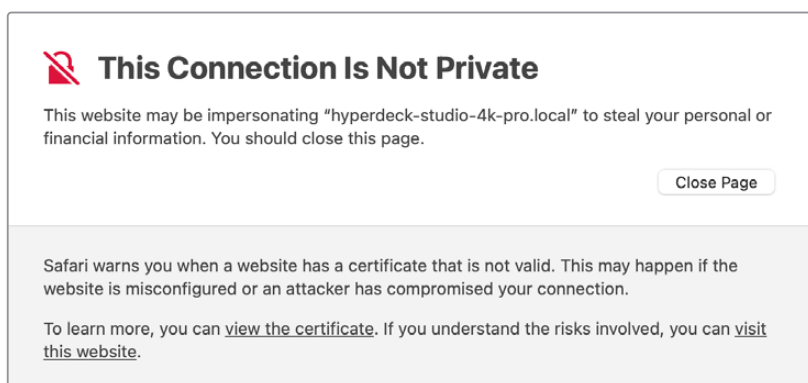 This Connection Is Not Private
This website may be impersonating “hyperdeck-studio-4k-pro.local” to steal your personal or
financial information. You should close this page.
Close Page
Safari warns you when a website has a certificate that is not valid. This may happen if the
website is misconfigured or an attacker has compromised your connection.
To learn more, you can view the certificate. If you understand the risks involved, you can visit
this website.